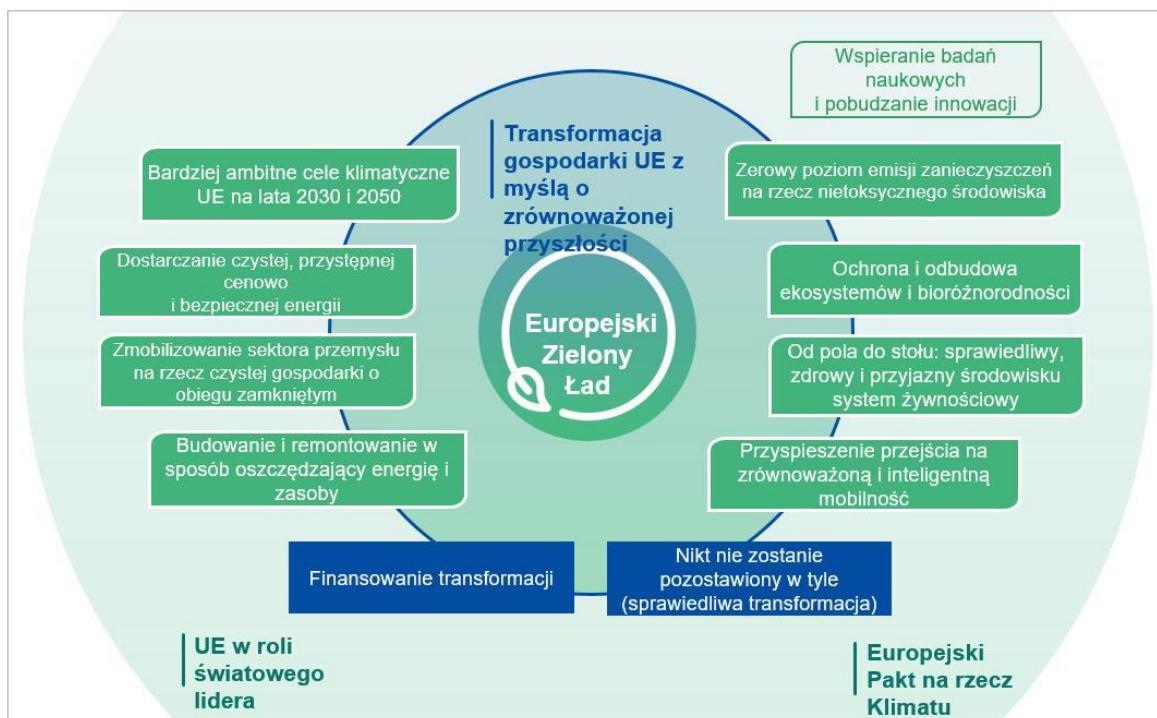 Wspieranie badań
naukowych
i pobudzanie innowacji
Transformacja
gospodarki UE z
myślą o
zrównoważonej
przyszłości
Bardziej ambitne cele klimatyczne
UE na lata 2030 i 2050
Zerowy poziom emisji zanieczyszczeń
na rzecz nietoksycznego środowiska
Dostarczanie czystej, przystępnej
cenowo
i bezpiecznej energii
Ochrona i odbudowa
ekosystemów i bioróżnorodności
Europejski
Zielony
Ład
Zmobilizowanie sektora przemysłu
na rzecz czystej gospodarki o
obiegu zamkniętym
Od pola do stołu: sprawiedliwy,
zdrowy i przyjazny środowisku
system żywnościowy
Budowanie i remontowanie w
sposób oszczędzający energię i
zasoby
Przyspieszenie przejścia na
zrównoważoną i inteligentną
mobilność
Finansowanie transformacji
Nikt nie zostanie
pozostawiony w tyle
(sprawiedliwa transformacja)
UE w roli
światowego
lidera
Europejski
Pakt na rzecz
Klimatu